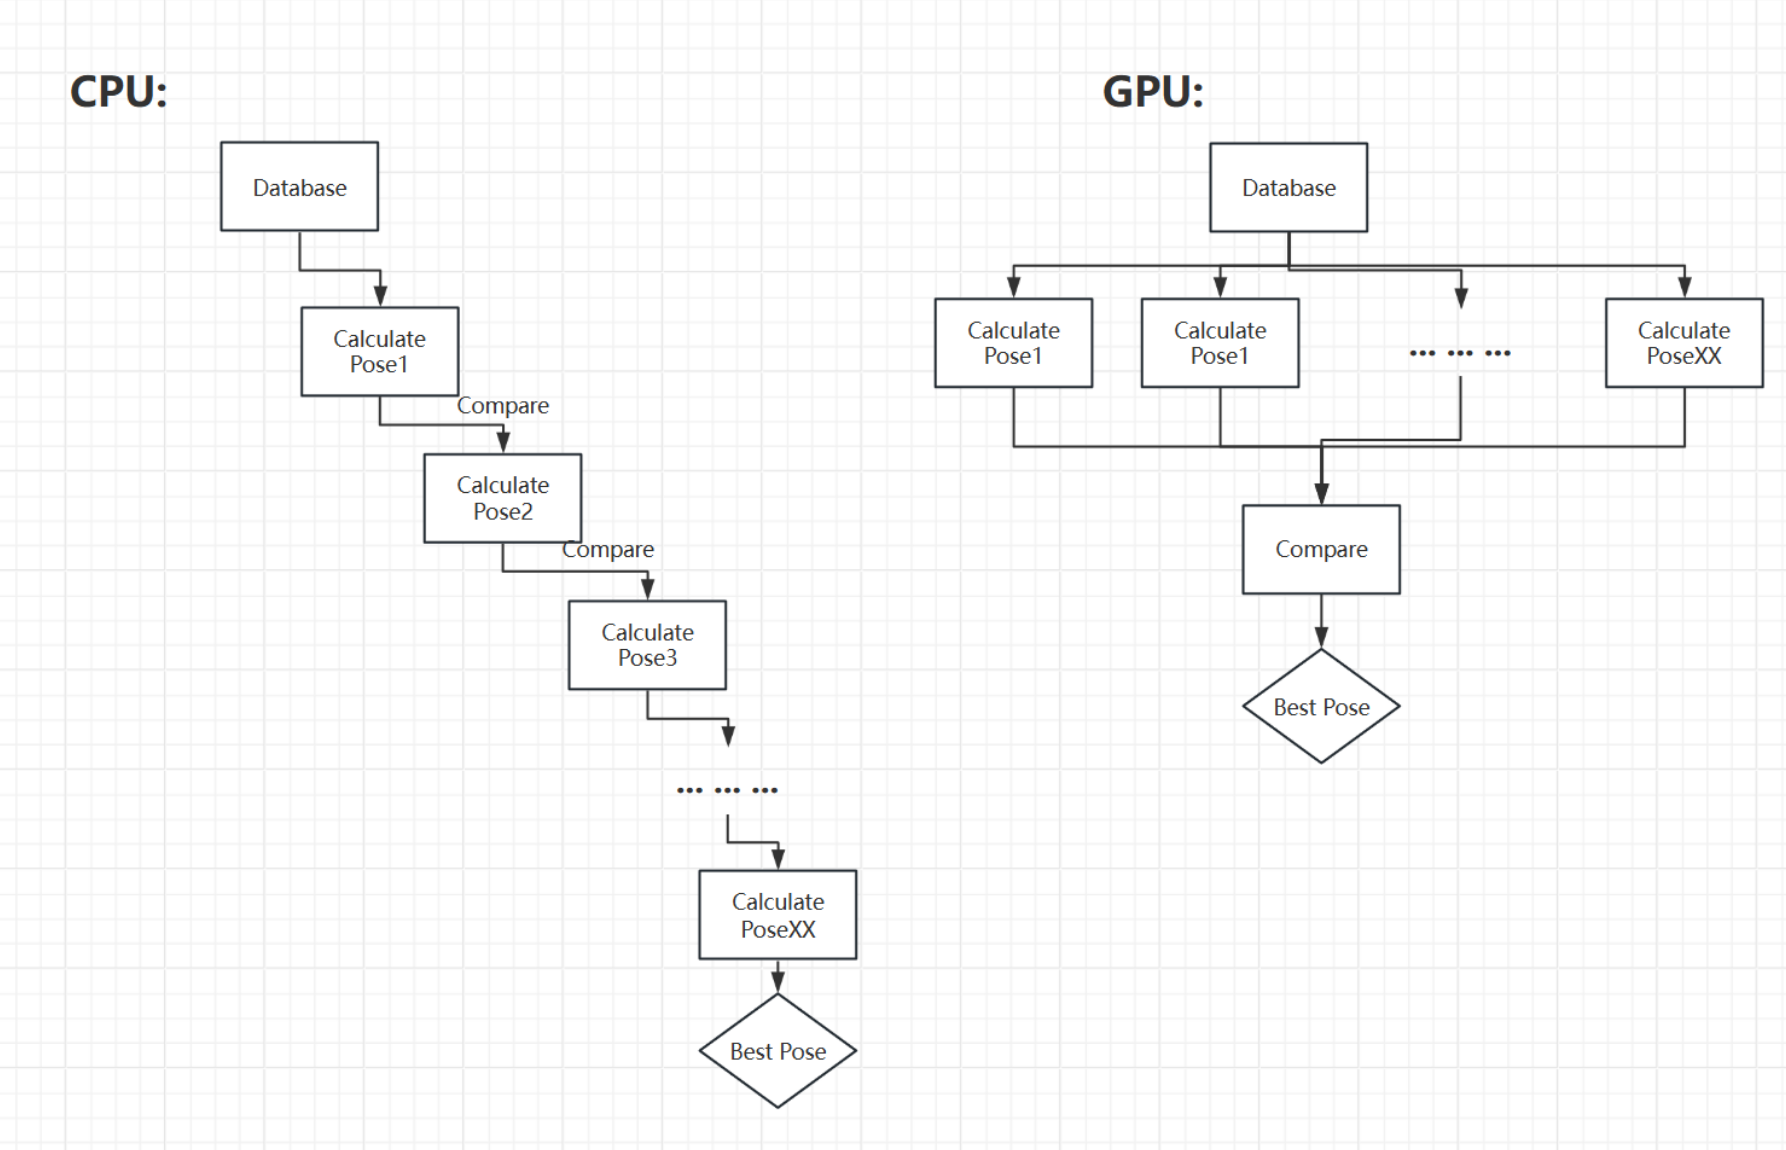 CPU:
Database
Calculate
Pose1
Compare
Calculate
Pose2
Compare
Calculate
Pose3
... ... ...
Calculate
PoseXX
Best Pose
GPU:
Database
Calculate
Pose1
Calculate
Pose1
... ... ...
Calculate
PoseXX
Compare
Best Pose